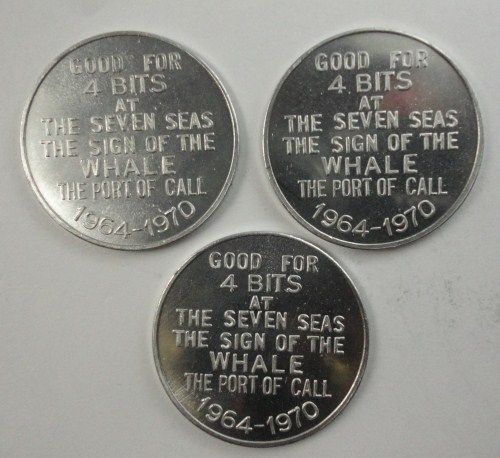 GOOD FOR
4 BITS
AT
THE SEVEN SEAS
THE SIGN OF THE
WHALE
THE PORT OF CALL
1964-1970
GOOD FOR
4 BITS
AT
THE SEVEN SEAS
THE SIGN OF THE
WHALE
THE PORT OF CALL
1964-1970
GOOD FOR
4 BITS
AT
THE SEVEN SEAS
THE SIGN OF THE
WHALE
THE PORT OF CALL
1964-1970